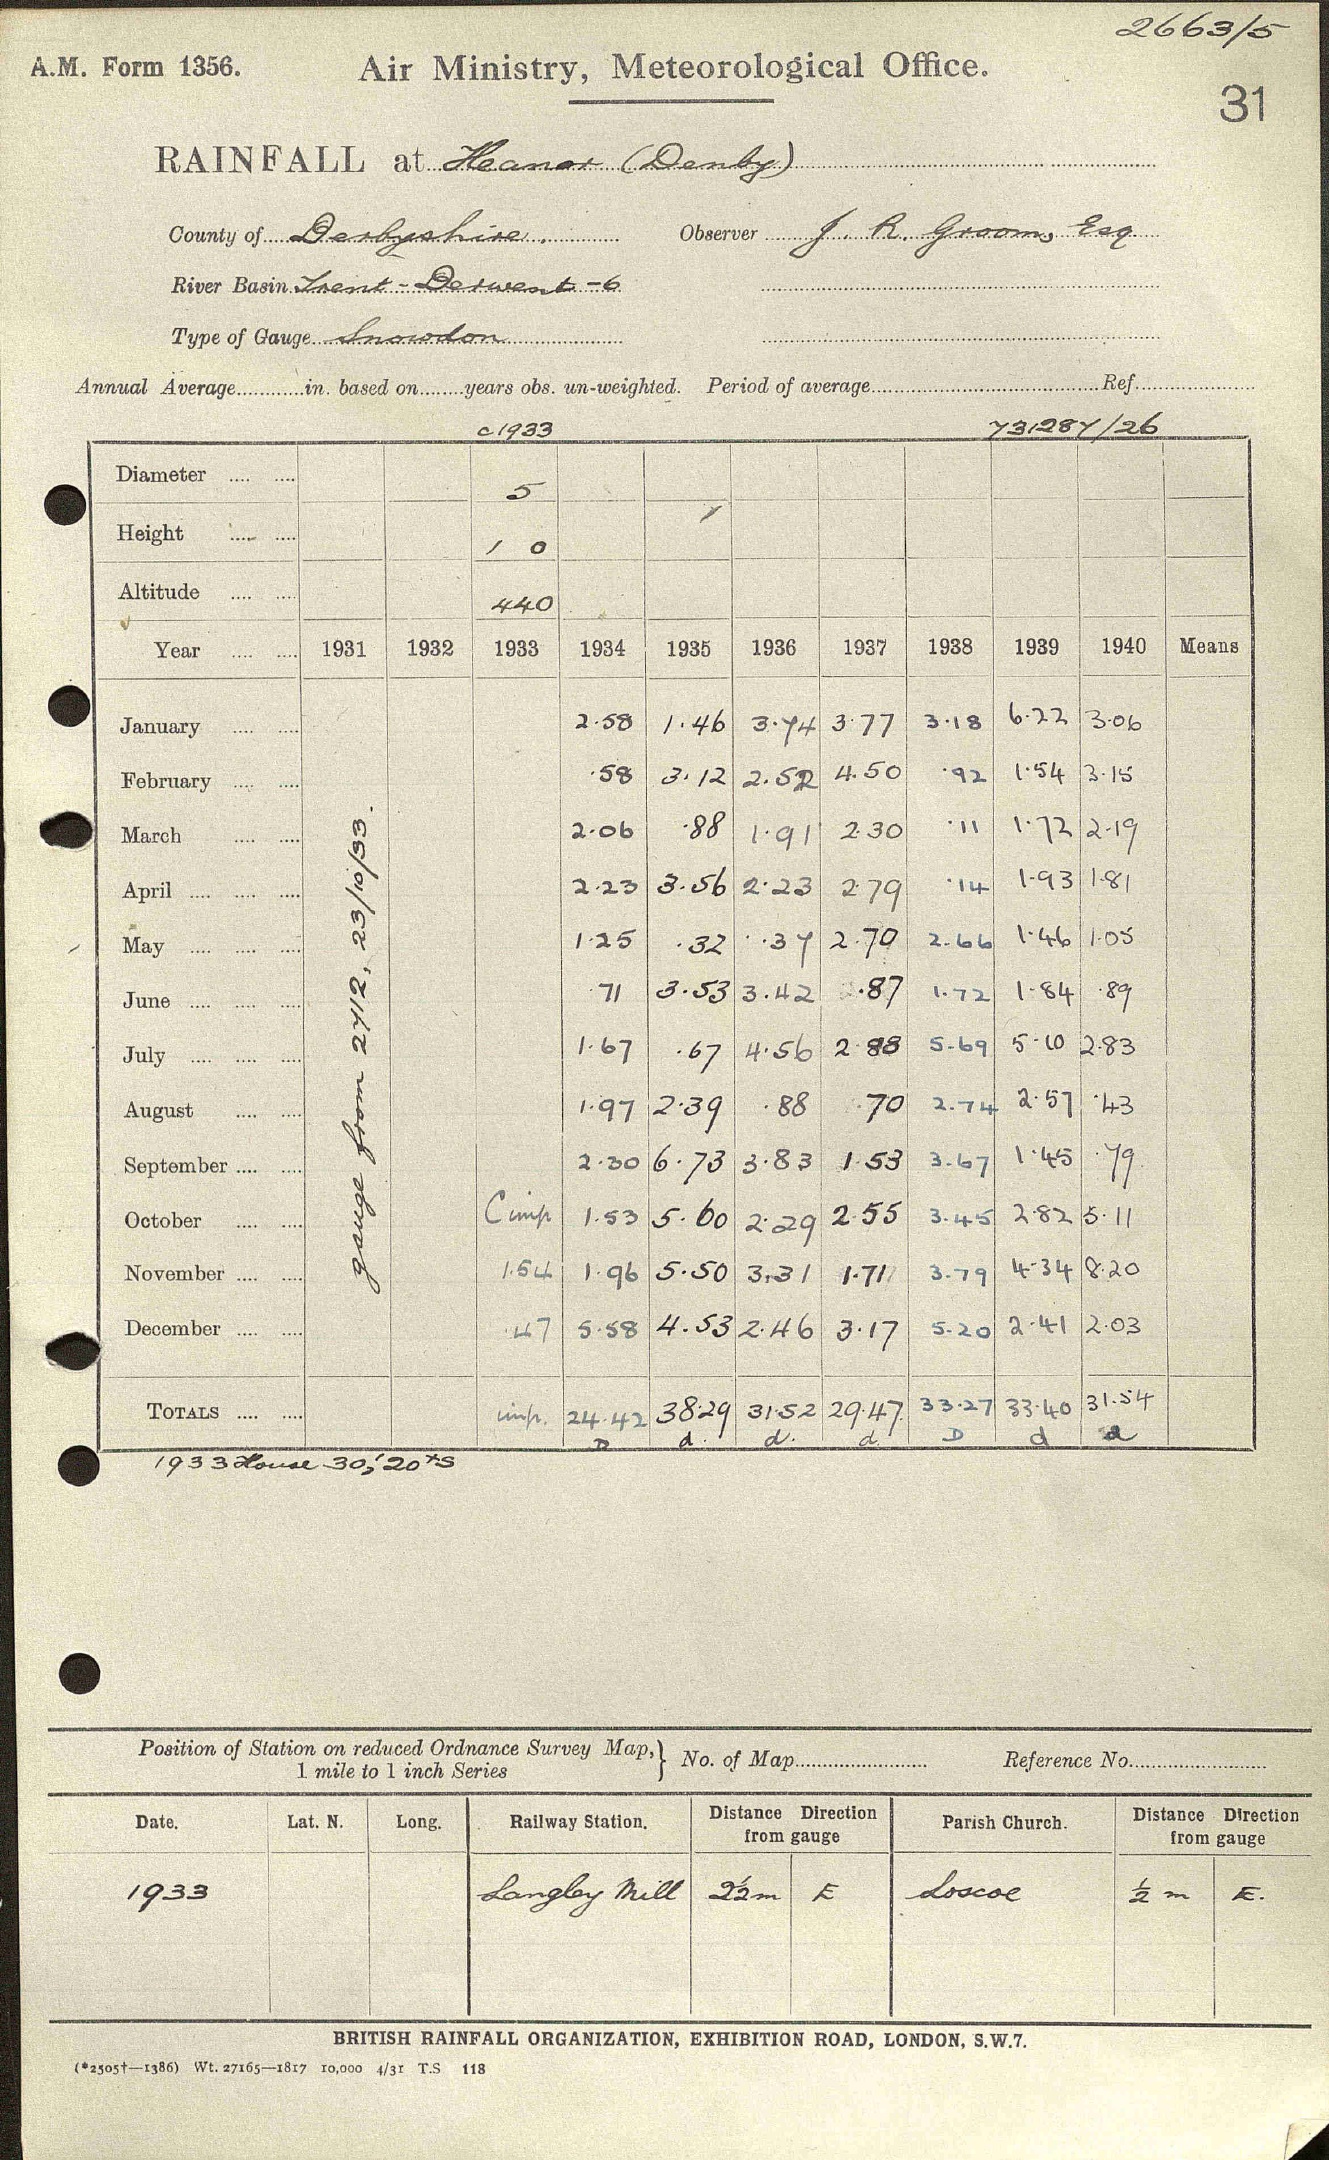 2663/5
A.M. Form 1356.
Air Ministry, Meteorological Office.
31
RAINFALL at Heanor (Denby)
County of Derbyshire. Observer J. R. Groom, Esq
River Basin Trent - Derwent - 6
Type of Gauge Snowdon
Annual Average............in. based on........years obs. un-weighted. Period of average............ Ref............
c1933 731287/26
Diameter .... .... 5
Height .... .... 1 0
Altitude .... .... 440
Year .... .... 1931 1932 1933 1934 1935 1936 1937 1938 1939 1940 Means
January .... .... 2.58 1.46 3.74 3.77 3.18 6.22 3.06
February .... .... .58 3.12 2.52 4.50 .92 1.54 3.15
March .... .... 2.06 .88 1.91 2.30 .11 1.72 2.19
April .... .... .... 2.23 3.56 2.23 2.79 .14 1.93 1.81
May .... .... .... 1.25 .32 .37 2.70 2.66 1.46 1.05
June .... .... .... .71 3.53 3.42 .87 1.72 1.84 .89
July .... .... .... 1.67 .67 4.56 2.88 5.69 5.10 2.83
August .... .... 1.97 2.39 .88 .70 2.74 2.57 .43
September .... .... 2.30 6.73 3.83 1.53 3.67 1.45 .79
October .... .... C imp 1.53 5.60 2.29 2.55 3.45 2.82 5.11
November .... .... 1.54 1.96 5.50 3.31 1.71 3.79 4.34 8.20
December .... .... .47 5.58 4.53 2.46 3.17 5.20 2.41 2.03
gauge from 2712, 23/10/33.
TOTALS .... .... imp. 24.42 38.29 31.52 29.47 33.27 33.40 31.54
D d. d. d D d d
1933 House 30', 20+s
Position of Station on reduced Ordnance Survey Map, } No. of Map............ Reference No............
1 mile to 1 inch Series
Date. Lat. N. Long. Railway Station. Distance Direction from gauge Parish Church. Distance Direction from gauge
1933 Langley Mill 2½ m E Loscoe ½ m E.
BRITISH RAINFALL ORGANIZATION, EXHIBITION ROAD, LONDON, S.W.7.
(*2505†—1386) Wt. 27165—1817 10,000 4/31 T.S 118